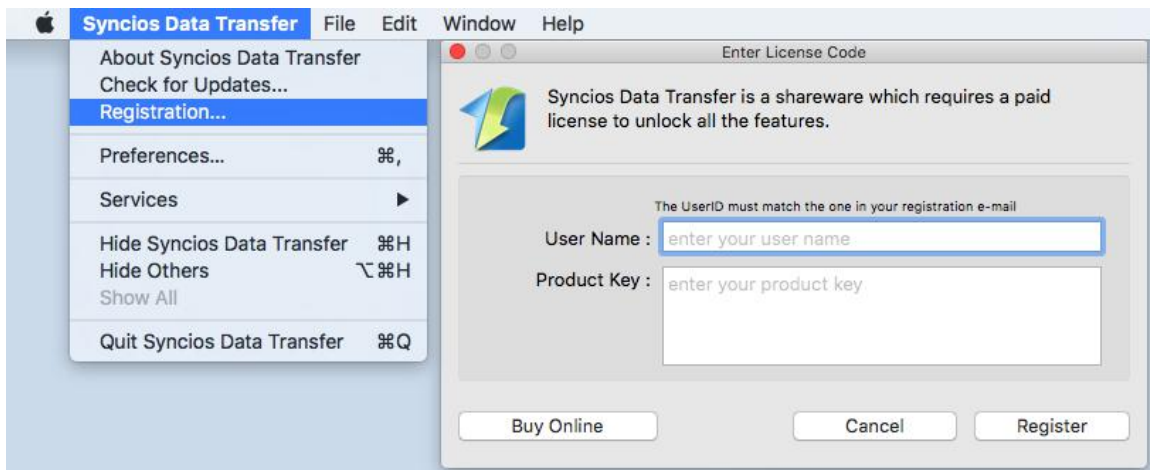 Syncios Data Transfer File Edit Window Help
About Syncios Data Transfer
Check for Updates...
Registration...
Preferences... ⌘,
Services ▶
Hide Syncios Data Transfer ⌘H
Hide Others ⌥⌘H
Show All
Quit Syncios Data Transfer ⌘Q
Enter License Code
Syncios Data Transfer is a shareware which requires a paid
license to unlock all the features.
The UserID must match the one in your registration e-mail
User Name : enter your user name
Product Key : enter your product key
Buy Online Cancel Register